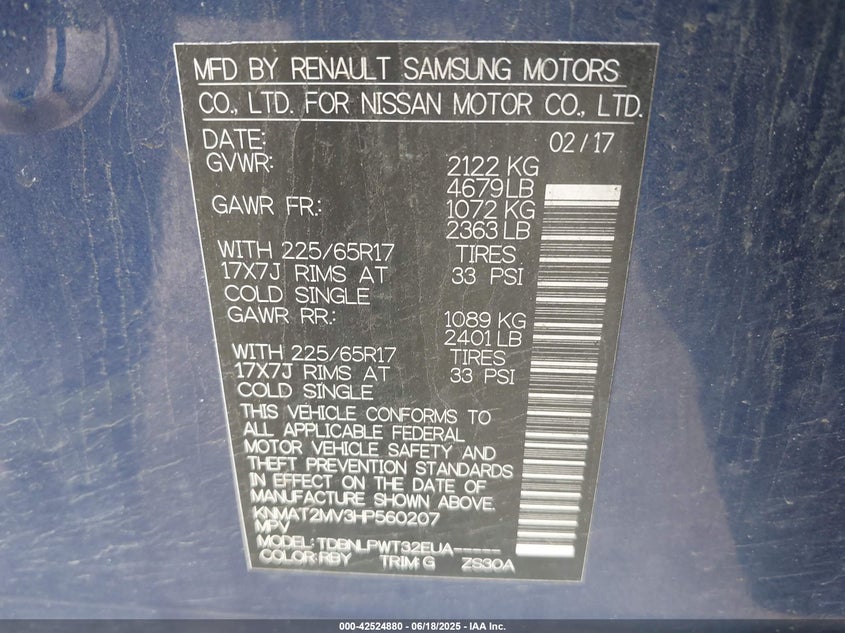 MFD BY RENAULT SAMSUNG MOTORS
CO., LTD. FOR NISSAN MOTOR CO., LTD.
DATE: 02/17
GVWR: 2122 KG
4679 LB
GAWR FR.: 1072 KG
2363 LB
WITH 225/65R17 TIRES
17X7J RIMS AT 33 PSI
COLD SINGLE
GAWR RR.: 1089 KG
2401 LB
WITH 225/65R17 TIRES
17X7J RIMS AT 33 PSI
COLD SINGLE
THIS VEHICLE CONFORMS TO
ALL APPLICABLE FEDERAL
MOTOR VEHICLE SAFETY AND
THEFT PREVENTION STANDARDS
IN EFFECT ON THE DATE OF
MANUFACTURE SHOWN ABOVE.
KNMAT2MV3HP560207
MPV
MODEL: TDBNLPWT32EUA-----
COLOR: RBY TRIM: G ZS30A
000-42524880 - 06/18/2025 - IAA Inc.